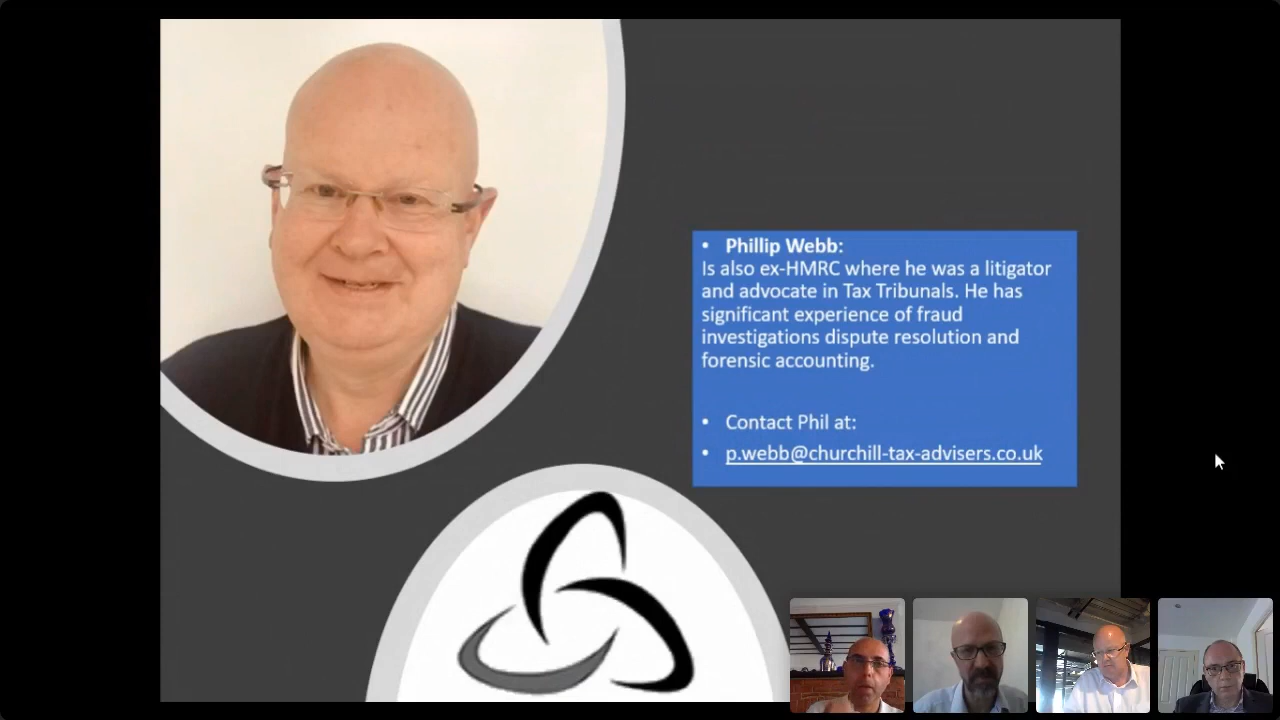 • Phillip Webb:
Is also ex-HMRC where he was a litigator
and advocate in Tax Tribunals. He has
significant experience of fraud
investigations dispute resolution and
forensic accounting.
• Contact Phil at:
• p.webb@churchill-tax-advisers.co.uk